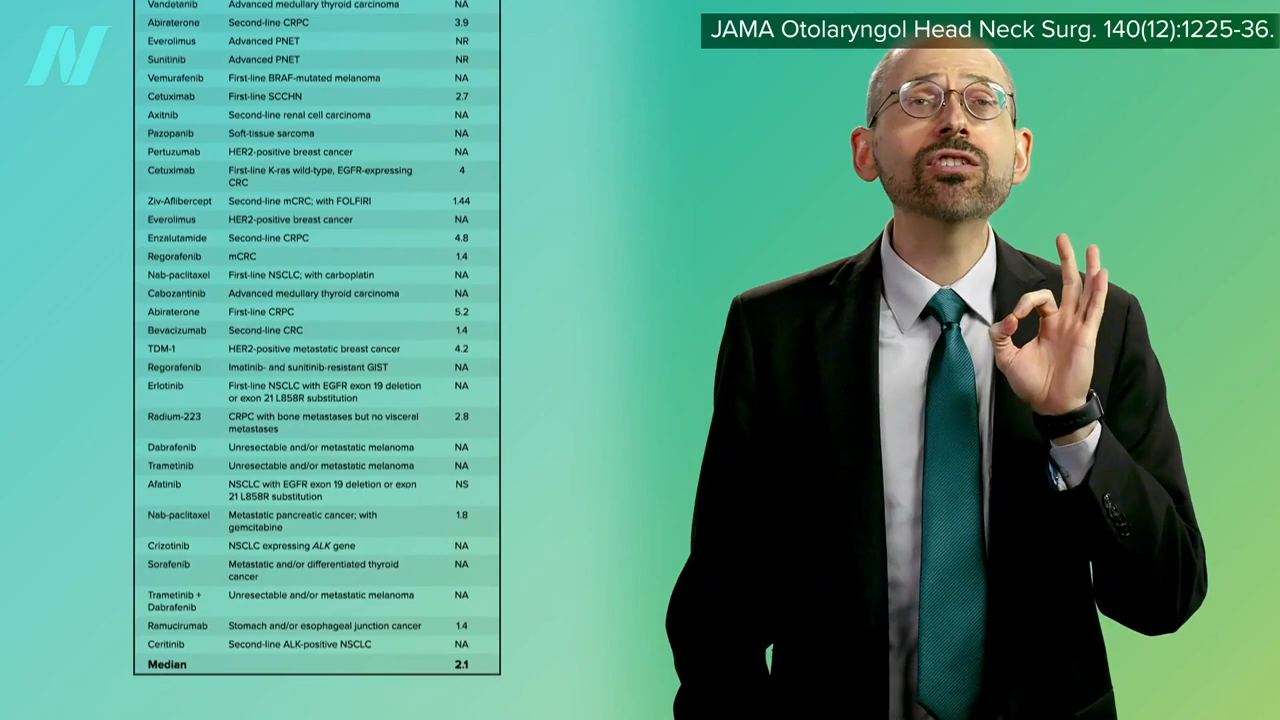 JAMA Otolaryngol Head Neck Surg. 140(12):1225-36.
Vandetanib Advanced medullary thyroid carcinoma NA
Abiraterone Second-line CRPC 3.9
Everolimus Advanced PNET NR
Sunitinib Advanced PNET NR
Vemurafenib First-line BRAF-mutated melanoma NA
Cetuximab First-line SCCHN 2.7
Axitnib Second-line renal cell carcinoma NA
Pazopanib Soft-tissue sarcoma NA
Pertuzumab HER2-positive breast cancer NA
Cetuximab First-line K-ras wild-type, EGFR-expressing 4
CRC
Ziv-Aflibercept Second-line mCRC; with FOLFIRI 1.44
Everolimus HER2-positive breast cancer NA
Enzalutamide Second-line CRPC 4.8
Regorafenib mCRC 1.4
Nab-paclitaxel First-line NSCLC; with carboplatin NA
Cabozantinib Advanced medullary thyroid carcinoma NA
Abiraterone First-line CRPC 5.2
Bevacizumab Second-line CRC 1.4
TDM-1 HER2-positive metastatic breast cancer 4.2
Regorafenib Imatinib- and sunitinib-resistant GIST NA
Erlotinib First-line NSCLC with EGFR exon 19 deletion NA
or exon 21 L858R substitution
Radium-223 CRPC with bone metastases but no visceral 2.8
metastases
Dabrafenib Unresectable and/or metastatic melanoma NA
Trametinib Unresectable and/or metastatic melanoma NA
Afatinib NSCLC with EGFR exon 19 deletion or exon NS
21 L858R substitution
Nab-paclitaxel Metastatic pancreatic cancer; with 1.8
gemcitabine
Crizotinib NSCLC expressing ALK gene NA
Sorafenib Metastatic and/or differentiated thyroid NA
cancer
Trametinib + Unresectable and/or metastatic melanoma NA
Dabrafenib
Ramucirumab Stomach and/or esophageal junction cancer 1.4
Ceritinib Second-line ALK-positive NSCLC NA
Median 2.1